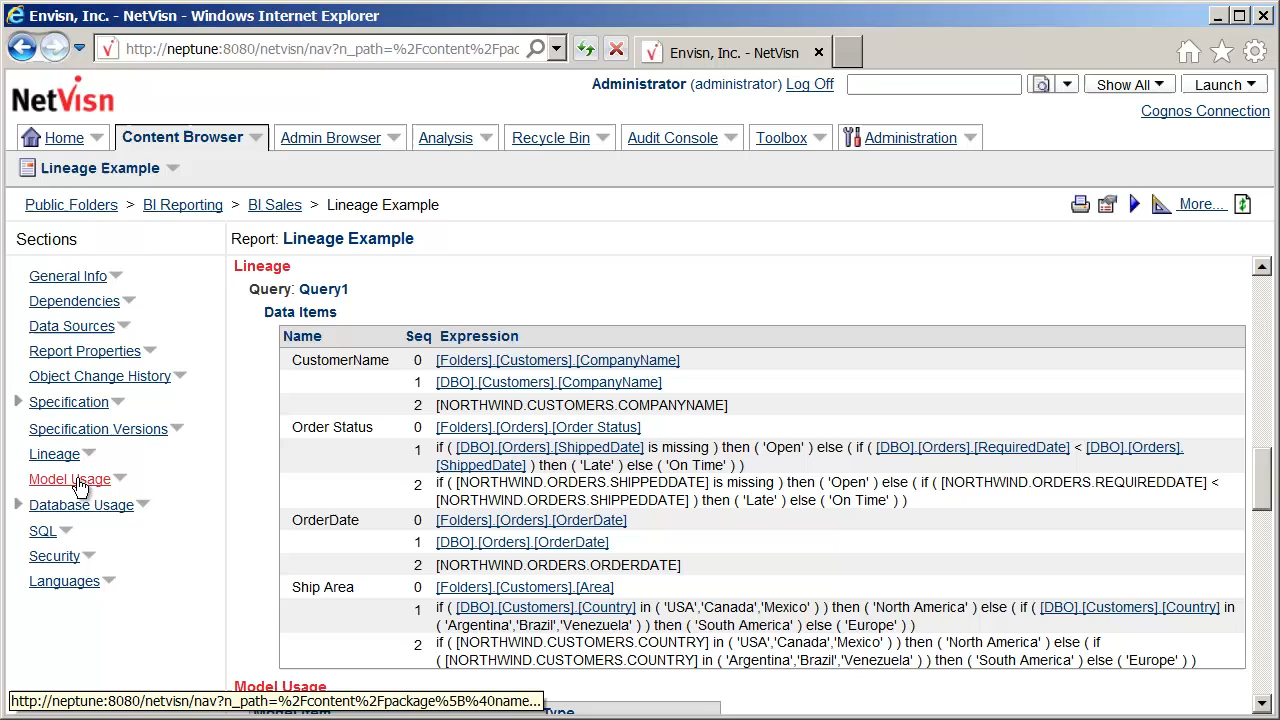 Envisn, Inc. - NetVisn - Windows Internet Explorer
http://neptune:8080/netvisn/nav?n_path=%2Fcontent%2Fpac
Envisn, Inc. - NetVisn
NetVisn
Administrator (administrator) Log Off
Show All
Launch
Cognos Connection
Home
Content Browser
Admin Browser
Analysis
Recycle Bin
Audit Console
Toolbox
Administration
Lineage Example
Public Folders > BI Reporting > BI Sales > Lineage Example
More...
Sections
General Info
Dependencies
Data Sources
Report Properties
Object Change History
Specification
Specification Versions
Lineage
Model Usage
Database Usage
SQL
Security
Languages
Report: Lineage Example
Lineage
Query: Query1
Data Items
Name Seq Expression
CustomerName 0 [Folders].[Customers].[CompanyName]
1 [DBO].[Customers].[CompanyName]
2 [NORTHWIND.CUSTOMERS.COMPANYNAME]
Order Status 0 [Folders].[Orders].[Order Status]
1 if ( [DBO].[Orders].[ShippedDate] is missing ) then ( 'Open' ) else ( if ( [DBO].[Orders].[RequiredDate] < [DBO].[Orders].
[ShippedDate] ) then ( 'Late' ) else ( 'On Time' ) )
2 if ( [NORTHWIND.ORDERS.SHIPPEDDATE] is missing ) then ( 'Open' ) else ( if ( [NORTHWIND.ORDERS.REQUIREDDATE] <
[NORTHWIND.ORDERS.SHIPPEDDATE] ) then ( 'Late' ) else ( 'On Time' ) )
OrderDate 0 [Folders].[Orders].[OrderDate]
1 [DBO].[Orders].[OrderDate]
2 [NORTHWIND.ORDERS.ORDERDATE]
Ship Area 0 [Folders].[Customers].[Area]
1 if ( [DBO].[Customers].[Country] in ( 'USA','Canada','Mexico' ) ) then ( 'North America' ) else ( if ( [DBO].[Customers].[Country] in
( 'Argentina','Brazil','Venezuela' ) ) then ( 'South America' ) else ( 'Europe' ) )
2 if ( [NORTHWIND.CUSTOMERS.COUNTRY] in ( 'USA','Canada','Mexico' ) ) then ( 'North America' ) else ( if
( [NORTHWIND.CUSTOMERS.COUNTRY] in ( 'Argentina','Brazil','Venezuela' ) ) then ( 'South America' ) else ( 'Europe' ) )
Model Usage
Model Item Type
http://neptune:8080/netvisn/nav?n_path=%2Fcontent%2Fpackage%5B%40name...